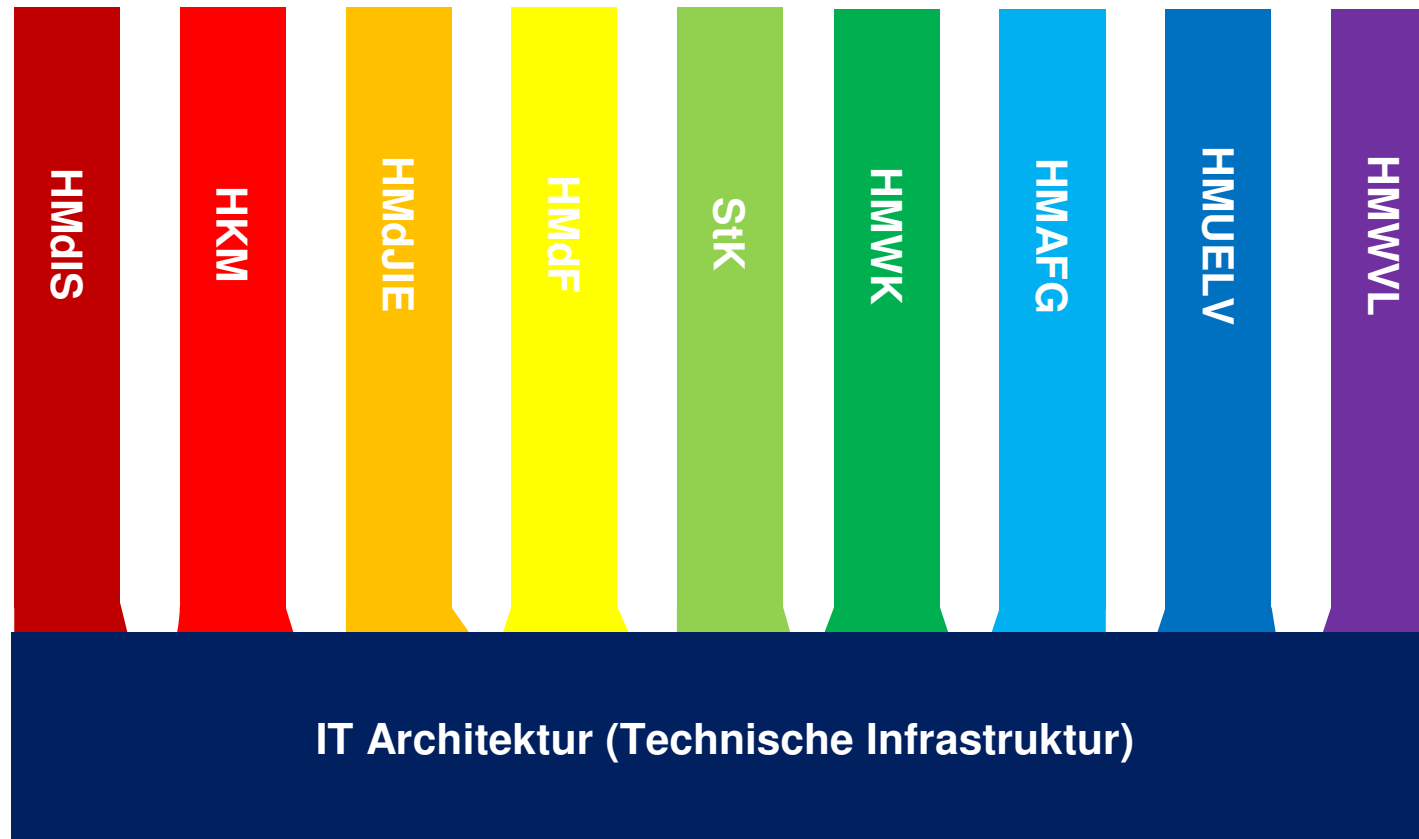 HMdIS
HKM
HMdJIE
HMdF
StK
HMWK
HMAFG
HMUELV
HMWVL
IT Architektur (Technische Infrastruktur)